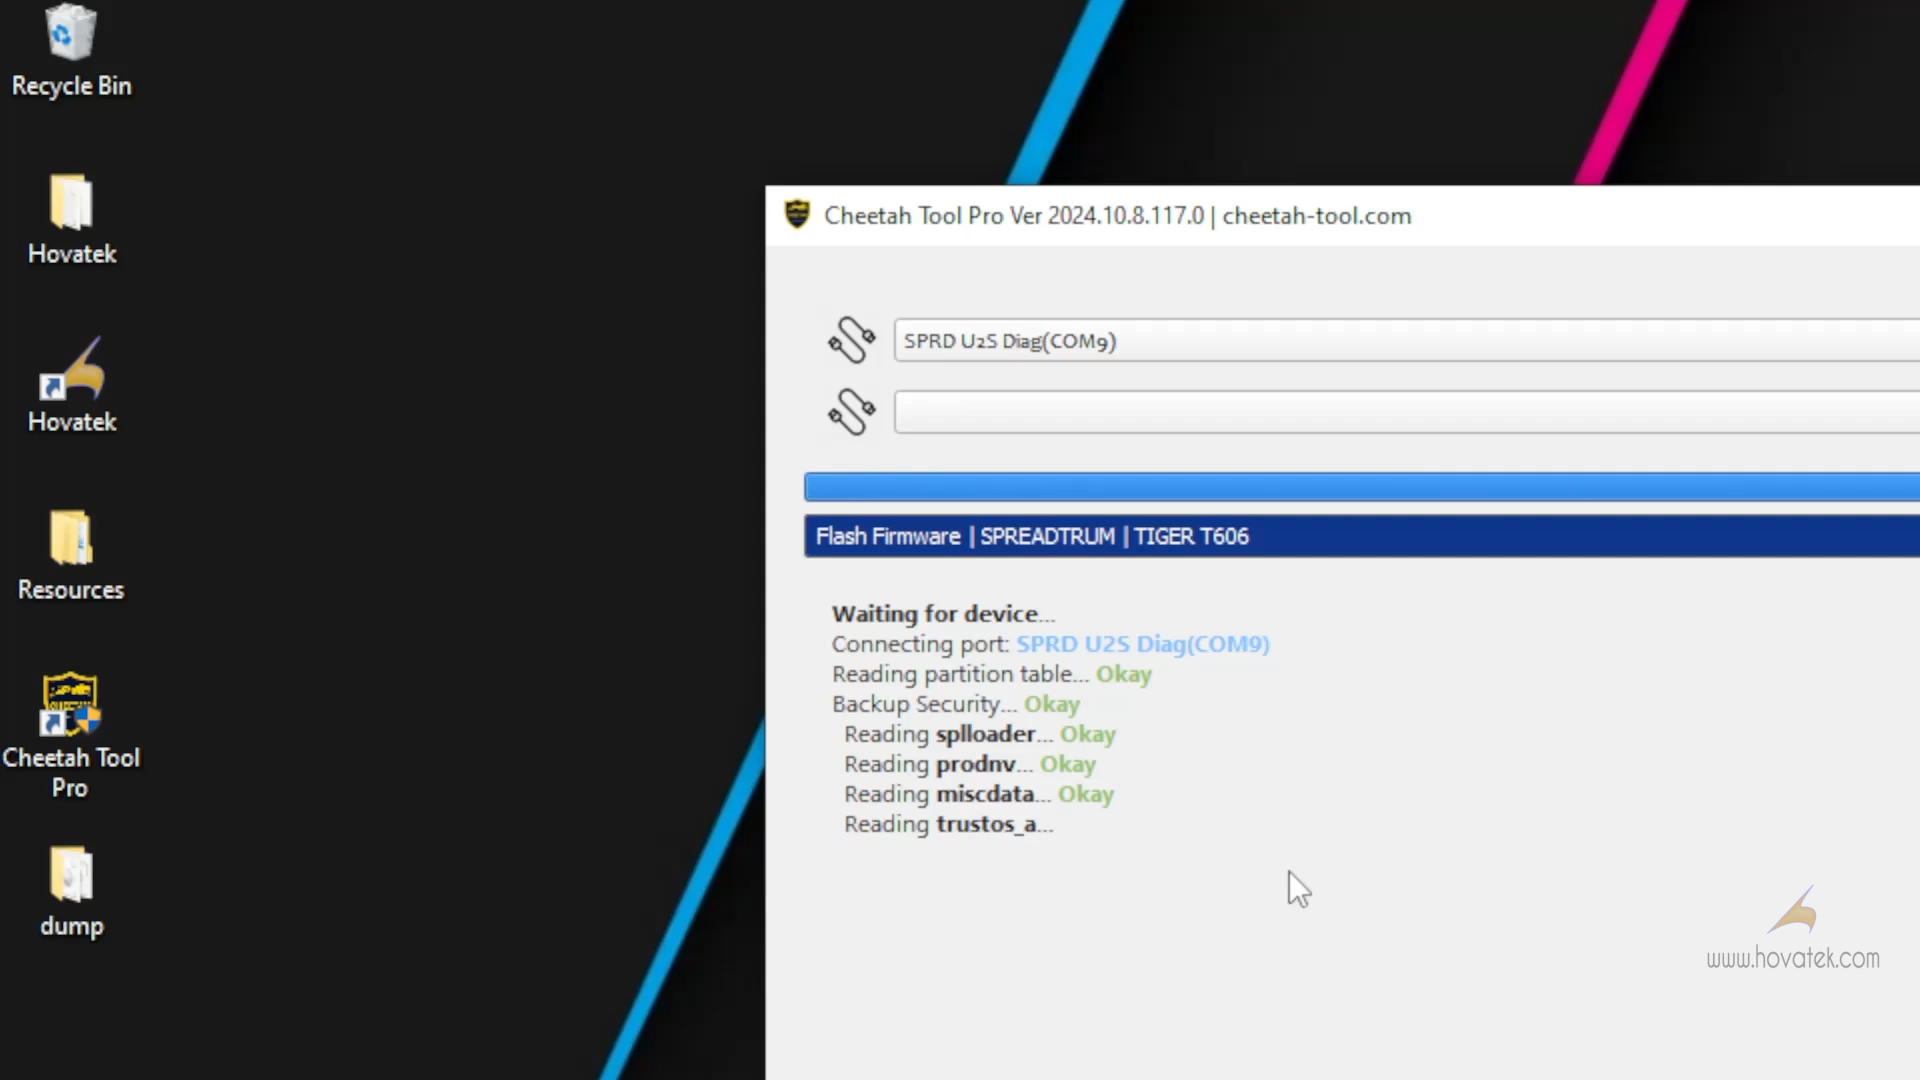 Recycle Bin
Hovatek
Hovatek
Resources
Cheetah Tool
Pro
dump
Cheetah Tool Pro Ver 2024.10.8.117.0 | cheetah-tool.com
SPRD U2S Diag(COM9)
Flash Firmware | SPREADTRUM | TIGER T606
Waiting for device...
Connecting port: SPRD U2S Diag(COM9)
Reading partition table... Okay
Backup Security... Okay
Reading splloader... Okay
Reading prodnv... Okay
Reading miscdata... Okay
Reading trustos_a...
www.hovatek.com